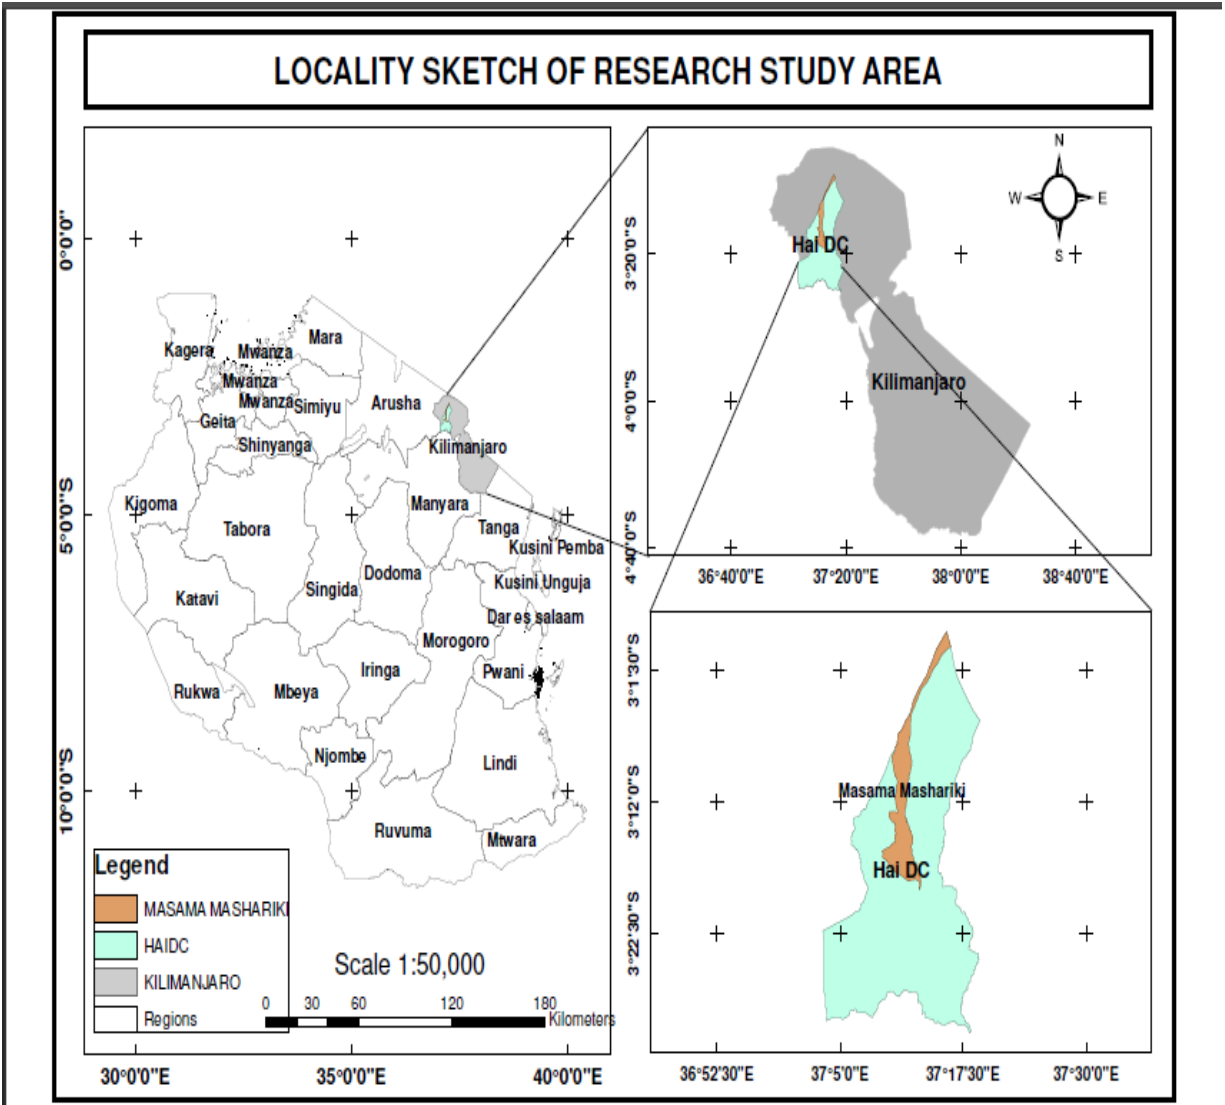 LOCALITY SKETCH OF RESEARCH STUDY AREA
0°0'0"
5°0'0"S
10°0'0"S
30°0'0"E 35°0'0"E 40°0'0"E
Kagera
Mwanza
Mara
Mwanza
Mwanza
Simiyu
Arusha
Geita
Shinyanga
Kilimanjaro
Kigoma
Tabora
Manyara
Tanga
Kusini Pemba
Singida
Dodoma
Kusini Unguja
Katavi
Dar es salaam
Morogoro
Rukwa
Mbeya
Iringa
Pwani
Njombe
Lindi
Ruvuma
Mtwara
Legend
MASAMA MASHARIKI
HAIDC
KILIMANJARO
Regions
Scale 1:50,000
0 30 60 120 180
Kilometers
N
W E
S
Hai DC
Kilimanjaro
3°20'0"S
4°0'0"S
4°40'0"S
36°40'0"E 37°20'0"E 38°0'0"E 38°40'0"E
3°1'30"S
3°12'0"S
3°22'30"S
Masama Mashariki
Hai DC
36°52'30"E 37°5'0"E 37°17'30"E 37°30'0"E